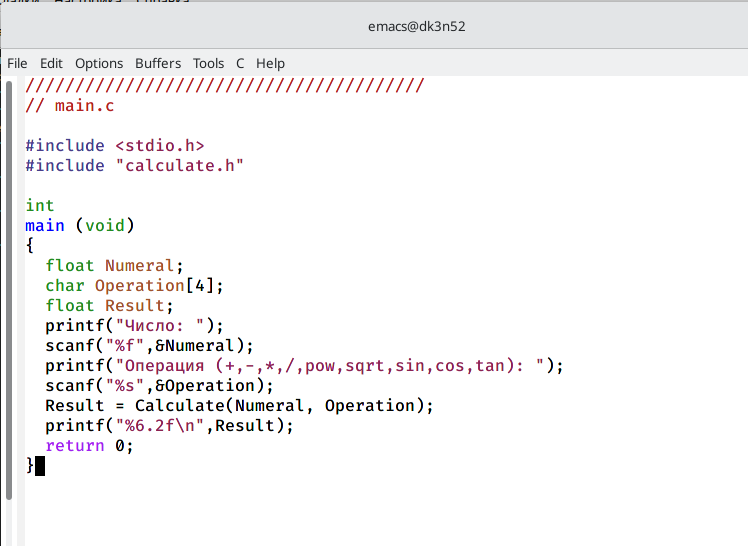 Настройка Справка
emacs@dk3n52
File Edit Options Buffers Tools C Help
////////////////////////////////////////
// main.c
#include <stdio.h>
#include "calculate.h"
int
main (void)
{
  float Numeral;
  char Operation[4];
  float Result;
  printf("Число: ");
  scanf("%f",&Numeral);
  printf("Операция (+,-,*,/,pow,sqrt,sin,cos,tan): ");
  scanf("%s",&Operation);
  Result = Calculate(Numeral, Operation);
  printf("%6.2f\n",Result);
  return 0;
}